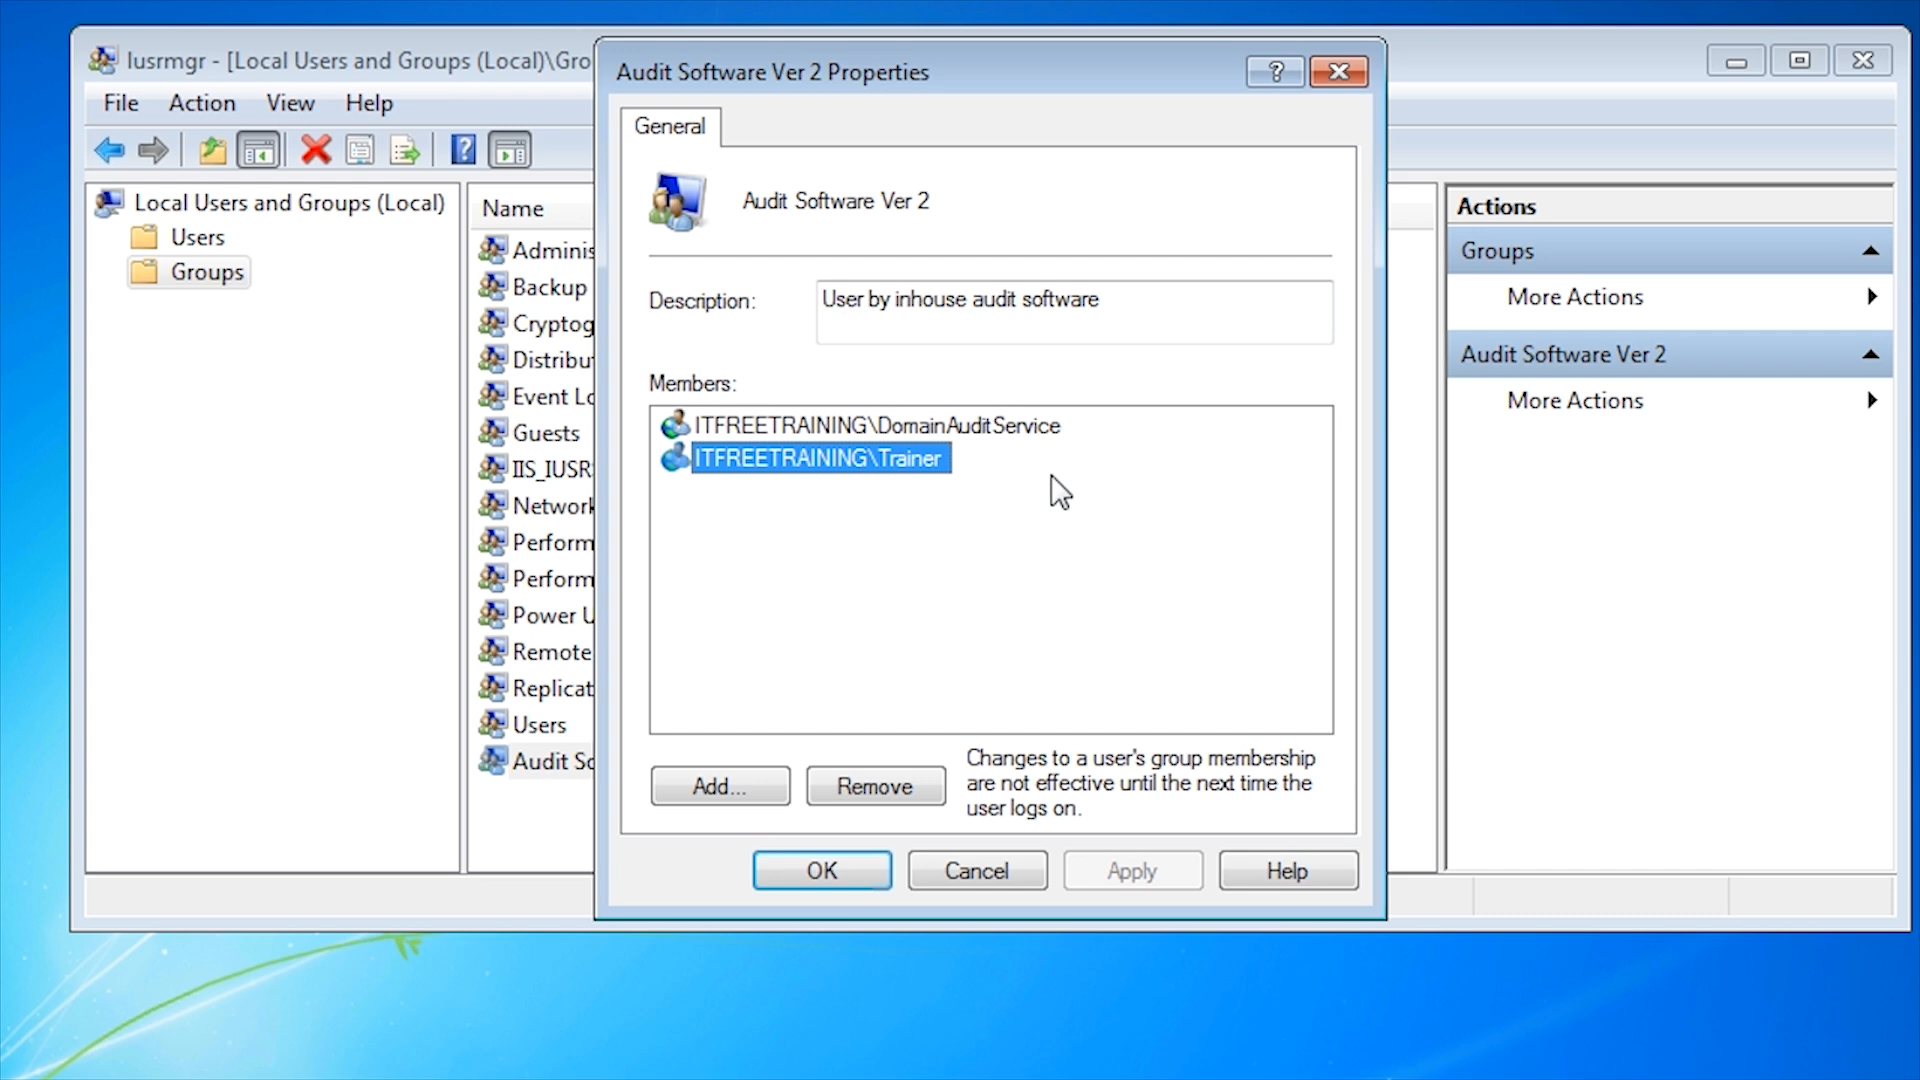 lusrmgr - [Local Users and Groups (Local)\Gro
File Action View Help
Local Users and Groups (Local)
Users
Groups
Name
Adminis
Backup
Cryptog
Distribut
Event Lo
Guests
IIS_IUSR
Network
Perform
Perform
Power U
Remote
Replicat
Users
Audit So
Audit Software Ver 2 Properties
General
Audit Software Ver 2
Description:
User by inhouse audit software
Members:
ITFREETRAINING\DomainAuditService
ITFREETRAINING\Trainer
Add...
Remove
Changes to a user's group membership
are not effective until the next time the
user logs on.
OK
Cancel
Apply
Help
Actions
Groups
More Actions
Audit Software Ver 2
More Actions